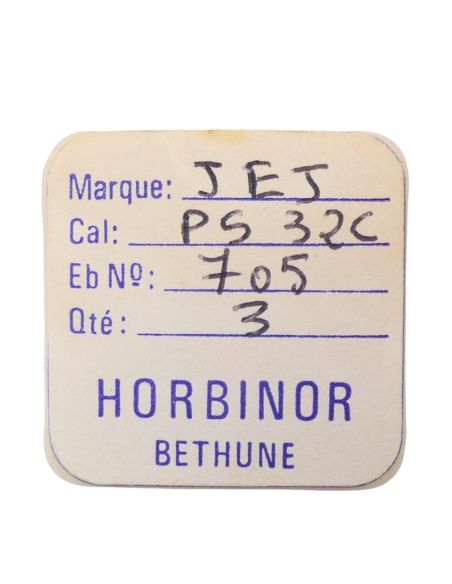 Marque: JEJ
Cal: PS 32C
Eb Nº: 705
Qté: 3
HORBINOR
BETHUNE